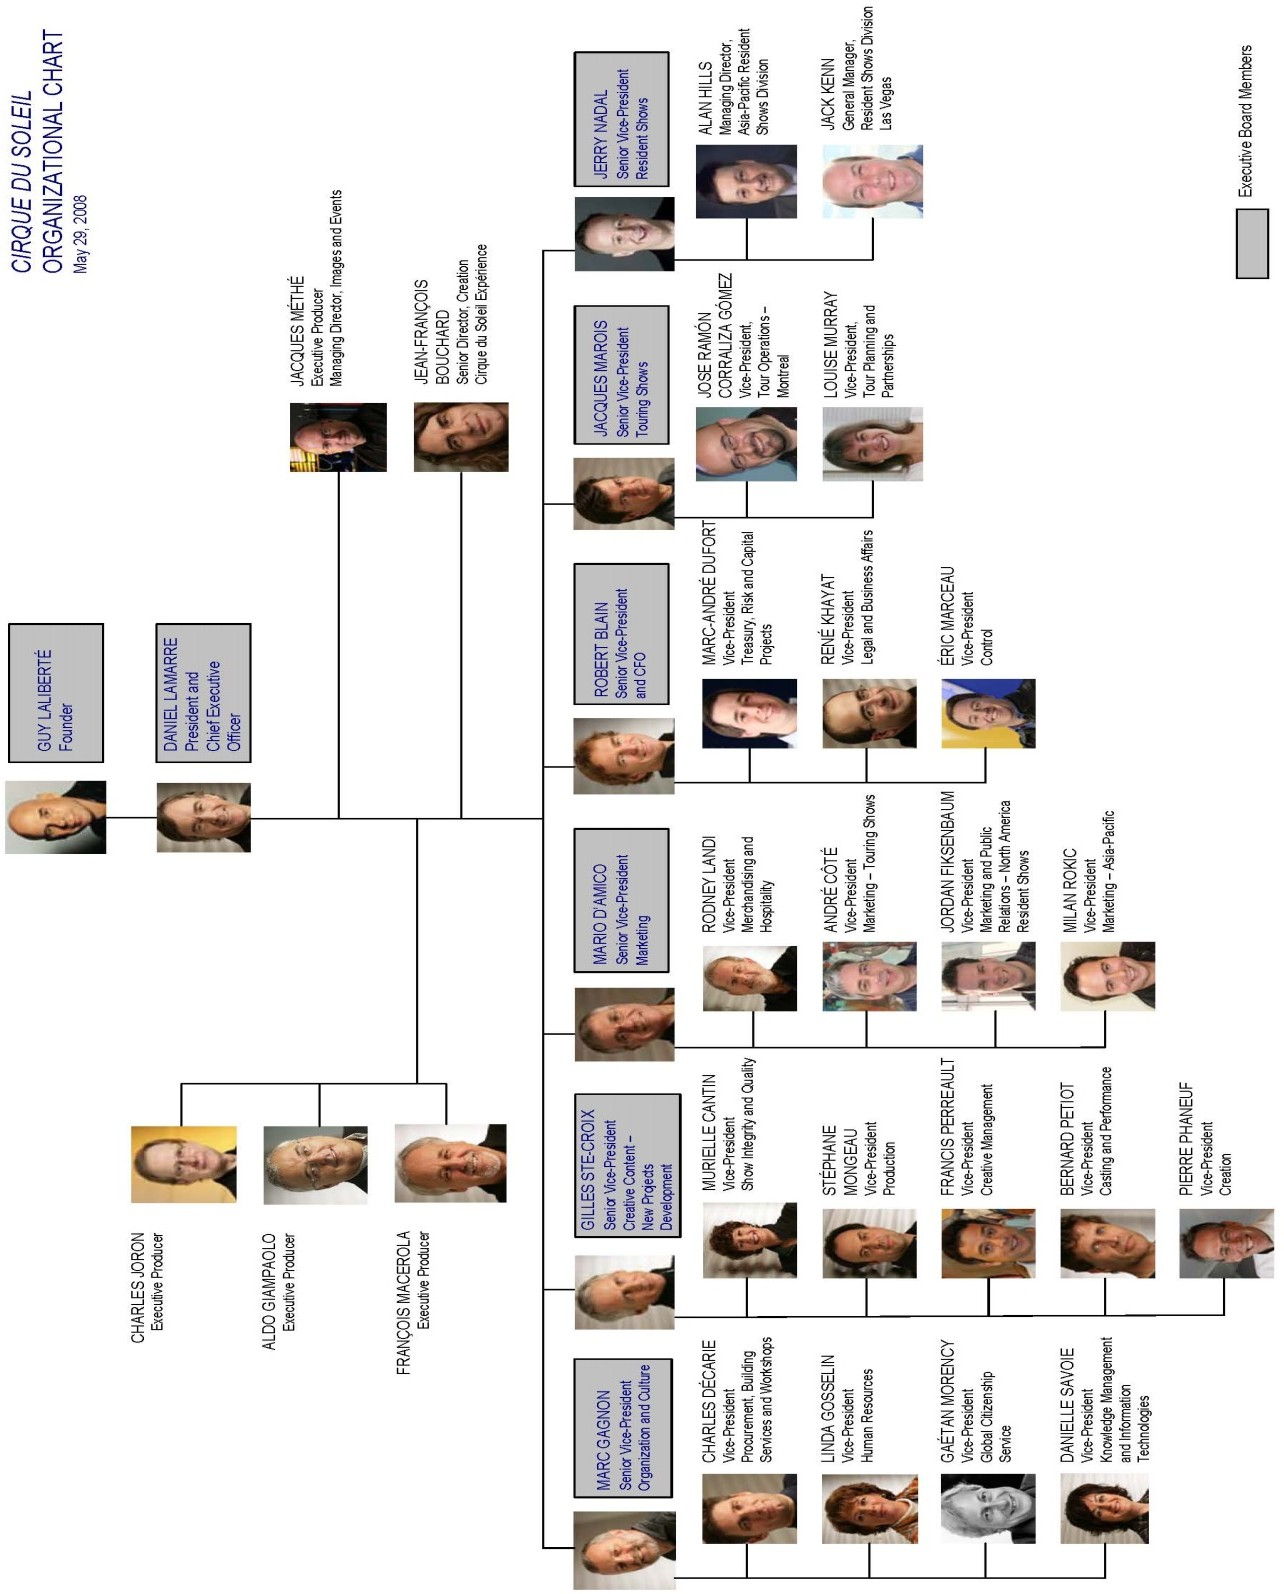 CIRQUE DU SOLEIL
ORGANIZATIONAL CHART
May 29, 2008
GUY LALIBERTÉ
Founder
DANIEL LAMARRE
President and
Chief Executive
Officer
CHARLES JORON
Executive Producer
ALDO GIAMPAOLO
Executive Producer
FRANÇOIS MACEROLA
Executive Producer
JACQUES MÉTHÉ
Executive Producer
Managing Director, Images and Events
JEAN-FRANÇOIS
BOUCHARD
Senior Director, Creation
Cirque du Soleil Expérience
MARC GAGNON
Senior Vice-President
Organization and Culture
CHARLES DÉCARIE
Vice-President
Procurement, Building
Services and Workshops
LINDA GOSSELIN
Vice-President
Human Resources
GAÉTAN MORENCY
Vice-President
Global Citizenship
Service
DANIELLE SAVOIE
Vice-President
Knowledge Management
and Information
Technologies
GILLES STE-CROIX
Senior Vice-President
Creative Content –
New Projects
Development
MURIELLE CANTIN
Vice-President
Show Integrity and Quality
STEPHANE
MONGEAU
Vice-President
Production
FRANCIS PERREAULT
Vice-President
Creative Management
BERNARD PETIOT
Vice-President
Casting and Performance
PIERRE PHANEUF
Vice-President
Creation
MARIO D'AMICO
Senior Vice-President
Marketing
RODNEY LANDI
Vice-President
Merchandising and
Hospitality
ANDRÉ CÔTÉ
Vice-President
Marketing – Touring Shows
JORDAN FIKSENBAUM
Vice-President
Marketing and Public
Relations – North America
Resident Shows
MILAN ROKIC
Vice-President
Marketing – Asia-Pacific
ROBERT BLAIN
Senior Vice-President
and CFO
MARC-ANDRÉ DUFORT
Vice-President
Treasury, Risk and Capital
Projects
RENÉ KHAYAT
Vice-President
Legal and Business Affairs
ÉRIC MARCEAU
Vice-President
Control
JACQUES MAROIS
Senior Vice-President
Touring Shows
JOSE RAMÓN
CORRALIZA GÓMEZ
Vice-President,
Tour Operations –
Montreal
LOUISE MURRAY
Vice-President,
Tour Planning and
Partnerships
JERRY NADAL
Senior Vice-President
Resident Shows
ALAN HILLS
Managing Director,
Asia-Pacific Resident
Shows Division
JACK KENN
General Manager,
Resident Shows Division
Las Vegas
Executive Board Members